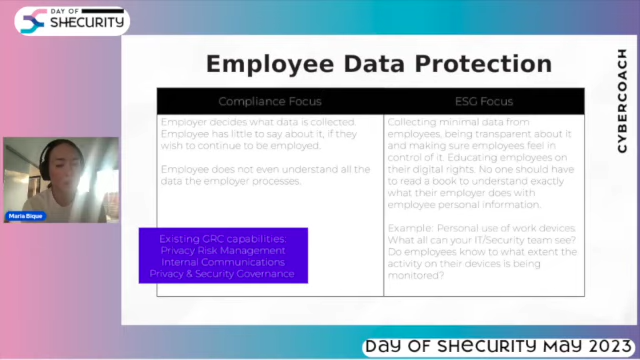 DAY OF
SHECURITY
Employee Data Protection
Compliance Focus
ESG Focus
Employer decides what data is collected.
Employee has little to say about it, if they
wish to continue to be employed.
Employee does not even understand all the
data the employer processes.
Collecting minimal data from
employees, being transparent about it
and making sure employees feel in
control of it. Educating employees on
their digital rights. No one should have
to read a book to understand exactly
what their employer does with
employee personal information.
Example: Personal use of work devices.
What all can your IT/Security team see?
Do employees know to what extent the
activity on their devices is being
monitored?
Existing GRC capabilities:
Privacy Risk Management
Internal Communications
Privacy & Security Governance
CYBERCOACH
Maria Bique
DAY OF SHECURITY MAY 2023